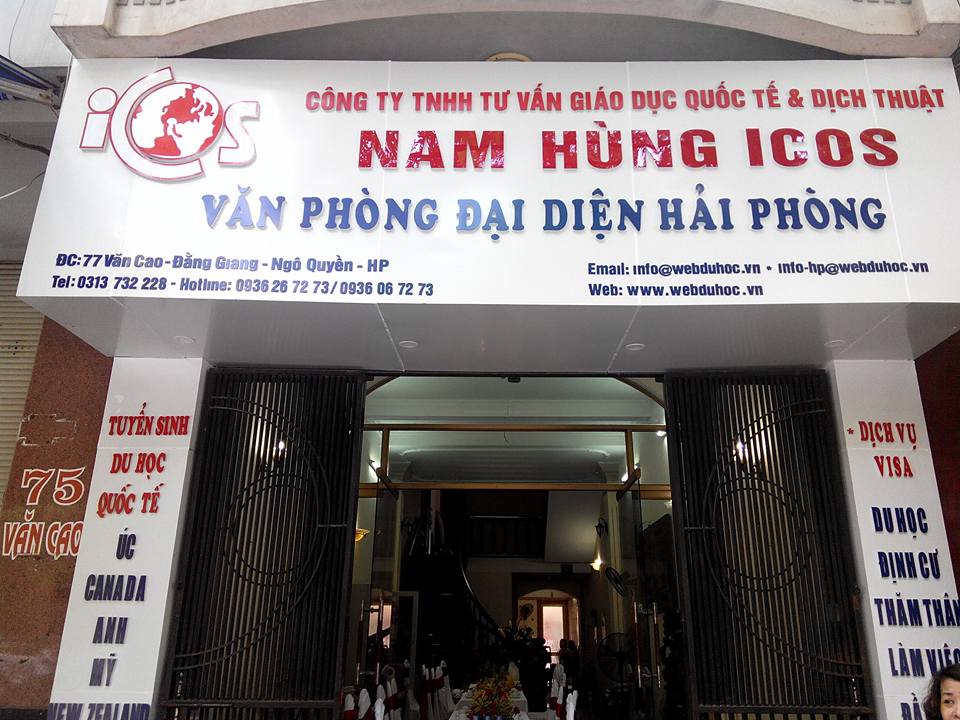 iCOS
CÔNG TY TNHH TƯ VẤN GIÁO DỤC QUỐC TẾ & DỊCH THUẬT
NAM HÙNG ICOS
VĂN PHÒNG ĐẠI DIỆN HẢI PHÒNG
ĐC: 77 Văn Cao - Đằng Giang - Ngô Quyền - HP
Tel: 0313 732 228 - Hotline: 0936 26 72 73 / 0936 06 72 73
Email: info@webduhoc.vn • info-hp@webduhoc.vn
Web: www.webduhoc.vn
75
VĂN CAO
TUYỂN SINH
DU HỌC
QUỐC TẾ
ÚC
CANADA
ANH
MỸ
NEW ZEALAND
* DỊCH VỤ
VISA
DU HỌC
ĐỊNH CƯ
THĂM THÂN
LÀM VIỆC